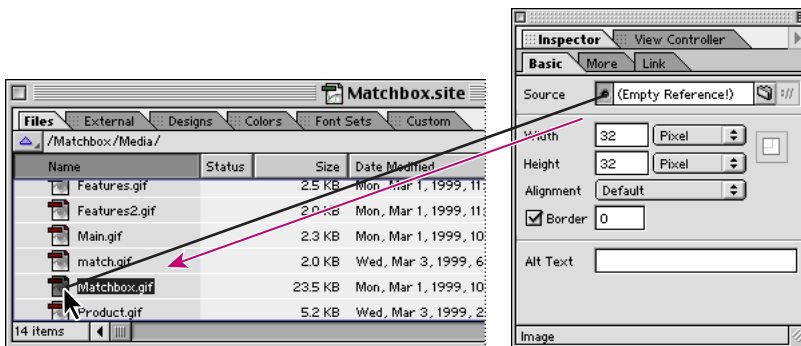 Matchbox.site
Files External Designs Colors Font Sets Custom
/Matchbox/Media/
Name Status Size Date Modified
Features.gif 2.5 KB Mon, Mar 1, 1999, 11
Features2.gif 2.0 KB Mon, Mar 1, 1999, 11
Main.gif 2.3 KB Mon, Mar 1, 1999, 10
match.gif 2.0 KB Wed, Mar 3, 1999, 6
Matchbox.gif 23.5 KB Mon, Mar 1, 1999, 10
Product.gif 5.2 KB Wed, Mar 3, 1999, 2
14 items
Inspector View Controller
Basic More Link
Source (Empty Reference!) ://
Width 32 Pixel
Height 32 Pixel
Alignment Default
Border 0
Alt Text
Image